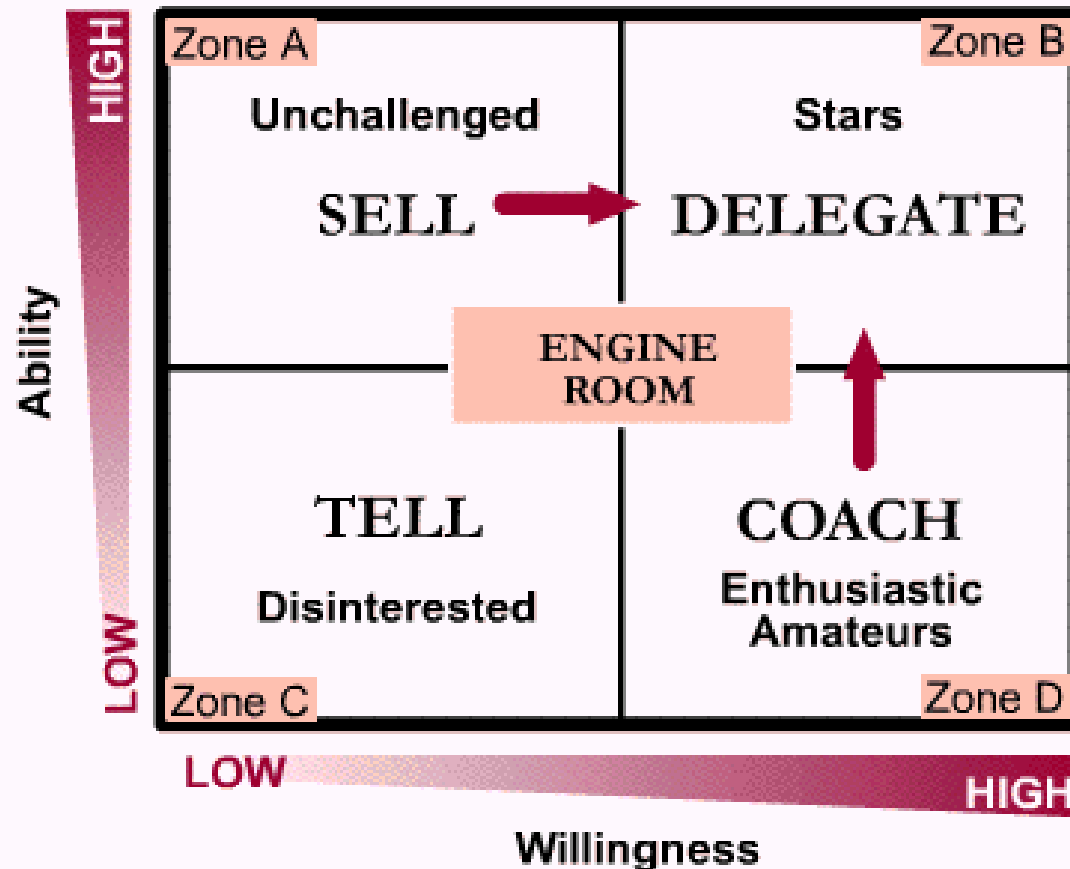 HIGH
Zone A
Zone B
Unchallenged
Stars
SELL
DELEGATE
Ability
ENGINE
ROOM
TELL
COACH
Disinterested
Enthusiastic
Amateurs
LOW
Zone C
Zone D
LOW
HIGH
Willingness